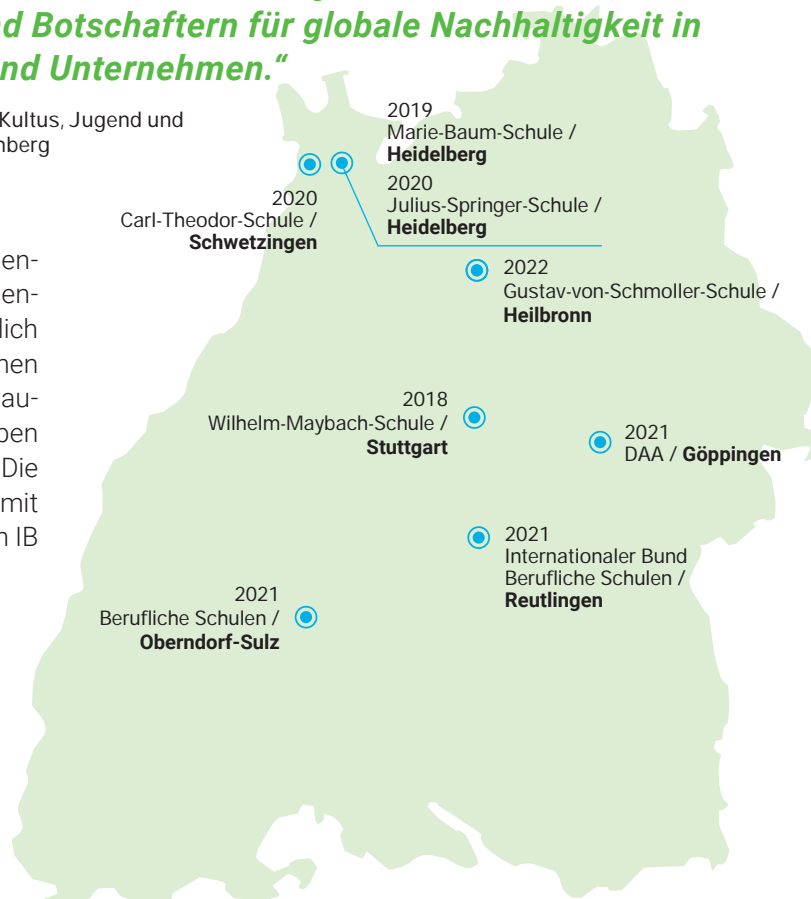 d Botschaftern für globale Nachhaltigkeit in
nd Unternehmen.“
Kultus, Jugend und
nberg
2019
Marie-Baum-Schule /
Heidelberg
2020
Julius-Springer-Schule /
Heidelberg
2020
Carl-Theodor-Schule /
Schwetzingen
en-
en-
lich
nen
au-
ben
Die
mit
n IB
2022
Gustav-von-Schmoller-Schule /
Heilbronn
2018
Wilhelm-Maybach-Schule /
Stuttgart
2021
DAA / Göppingen
2021
Internationaler Bund
Berufliche Schulen /
Reutlingen
2021
Berufliche Schulen /
Oberndorf-Sulz